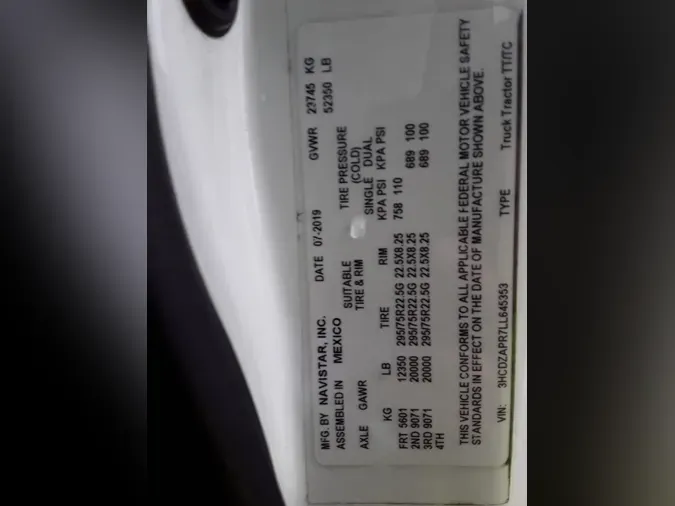 MFG. BY NAVISTAR, INC. DATE 07-2019 GVWR 23745 KG
ASSEMBLED IN MEXICO 52350 LB
SUITABLE TIRE PRESSURE
AXLE GAWR TIRE & RIM (COLD)
SINGLE DUAL
KG LB TIRE RIM KPA PSI KPA PSI
FRT 5601 12350 295/75R22.5G 22.5X8.25 758 110
2ND 9071 20000 295/75R22.5G 22.5X8.25 689 100
3RD 9071 20000 295/75R22.5G 22.5X8.25 689 100
4TH
THIS VEHICLE CONFORMS TO ALL APPLICABLE FEDERAL MOTOR VEHICLE SAFETY
STANDARDS IN EFFECT ON THE DATE OF MANUFACTURE SHOWN ABOVE.
VIN: 3HCDZAPR7LL645353 TYPE Truck Tractor TT/TC